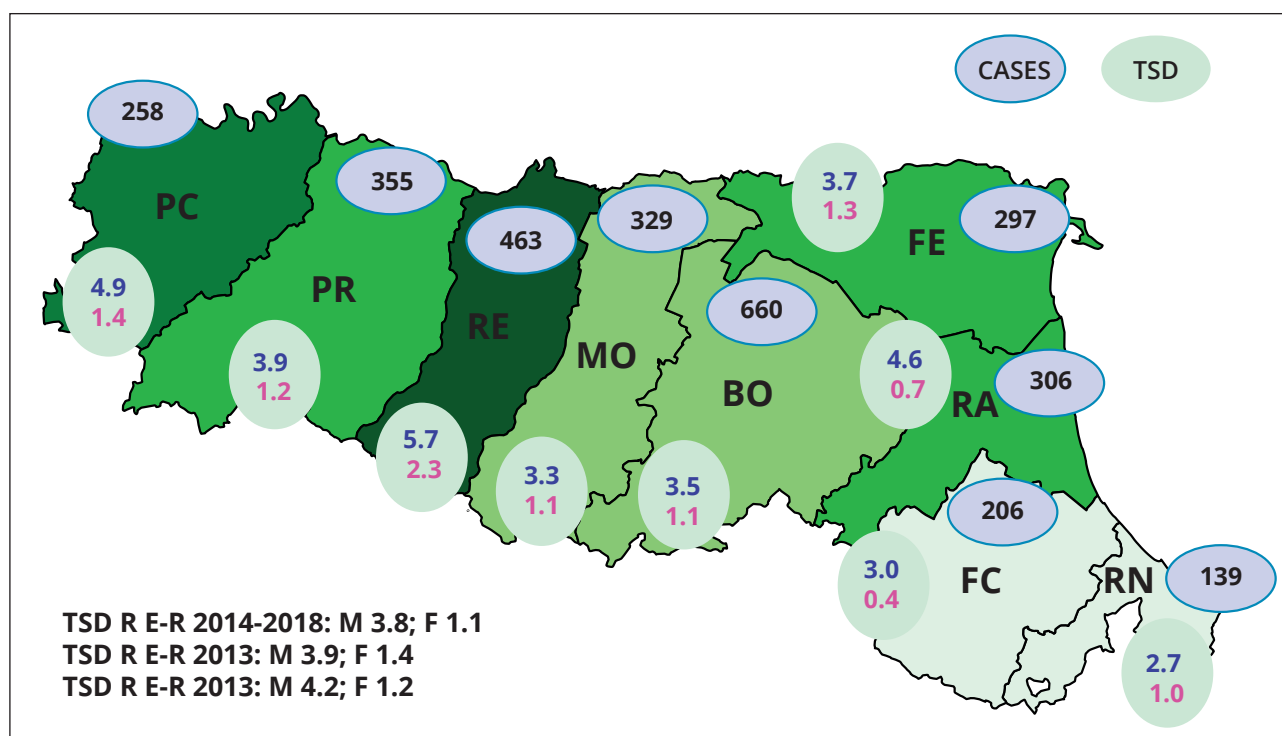 CASES
TSD
258
PC
4.9
1.4
355
PR
3.9
1.2
463
RE
5.7
2.3
329
MO
3.3
1.1
660
BO
3.5
1.1
3.7
1.3
297
FE
4.6
0.7
306
RA
206
FC
3.0
0.4
139
RN
2.7
1.0
TSD R E-R 2014-2018: M 3.8; F 1.1
TSD R E-R 2013: M 3.9; F 1.4
TSD R E-R 2013: M 4.2; F 1.2